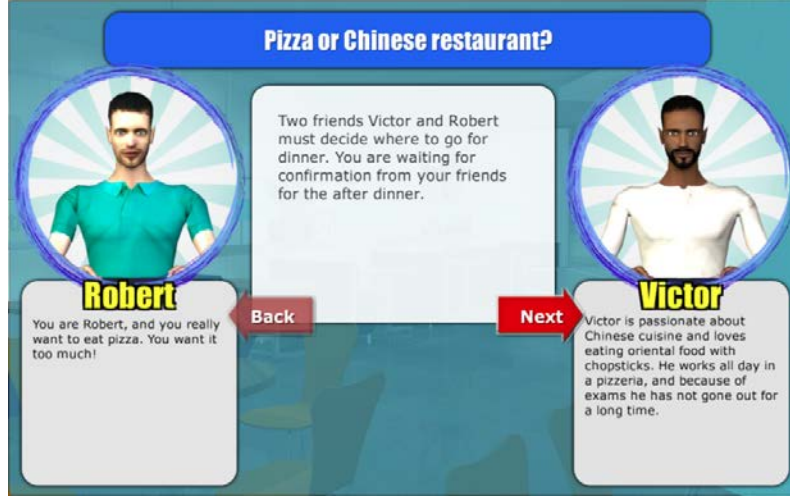 Pizza or Chinese restaurant?
Two friends Victor and Robert
must decide where to go for
dinner. You are waiting for
confirmation from your friends
for the after dinner.
Robert
You are Robert, and you really
want to eat pizza. You want it
too much!
Back
Next
Victor
Victor is passionate about
Chinese cuisine and loves
eating oriental food with
chopsticks. He works all day in
a pizzeria, and because of
exams he has not gone out for
a long time.